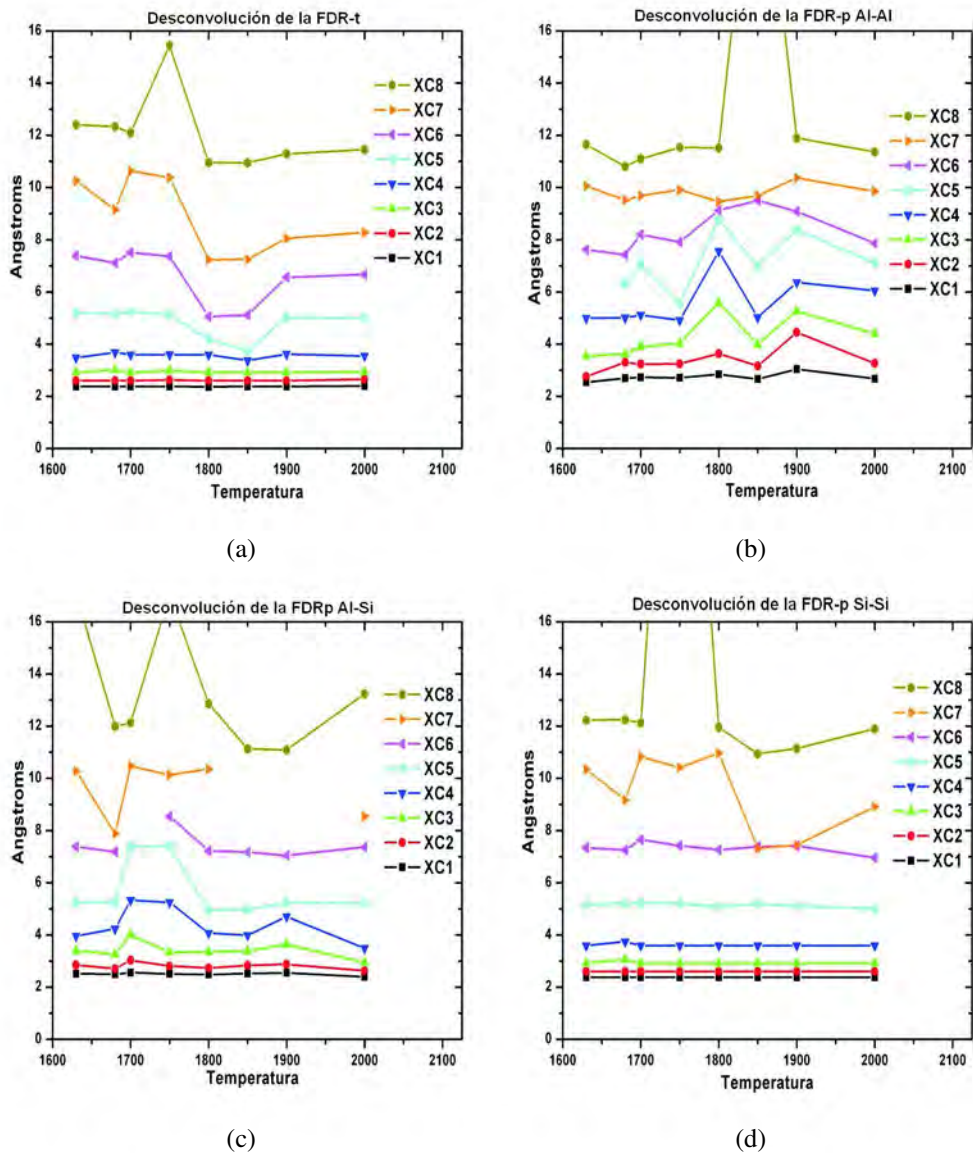 Desconvolución de la FDR-t
Angstroms
16
14
12
10
8
6
4
2
0
XC8
XC7
XC6
XC5
XC4
XC3
XC2
XC1
1600 1700 1800 1900 2000 2100
Temperatura
(a)
Desconvolución de la FDR-p Al-Al
Angstroms
16
14
12
10
8
6
4
2
0
XC8
XC7
XC6
XC5
XC4
XC3
XC2
XC1
1600 1700 1800 1900 2000 2100
Temperatura
(b)
Desconvolución de la FDRp Al-Si
Angstroms
16
14
12
10
8
6
4
2
0
XC8
XC7
XC6
XC5
XC4
XC3
XC2
XC1
1600 1700 1800 1900 2000 2100
Temperatura
(c)
Desconvolución de la FDR-p Si-Si
Angstroms
16
14
12
10
8
6
4
2
0
XC8
XC7
XC6
XC5
XC4
XC3
XC2
XC1
1600 1700 1800 1900 2000 2100
Temperatura
(d)